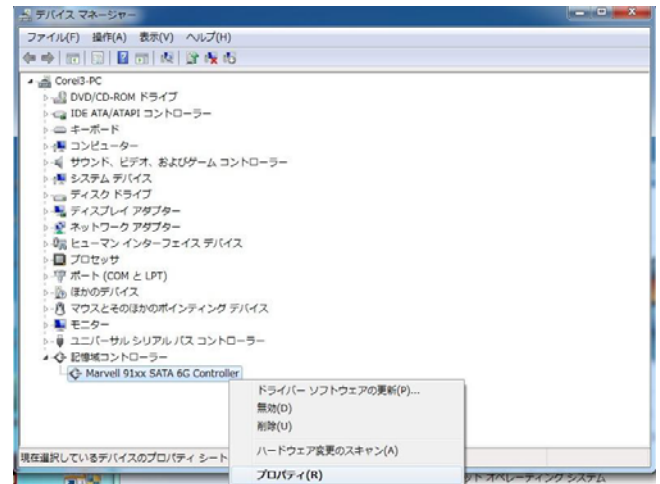 デバイス マネージャー
ファイル(F) 操作(A) 表示(V) ヘルプ(H)
Corei3-PC
DVD/CD-ROM ドライブ
IDE ATA/ATAPI コントローラー
キーボード
コンピューター
サウンド、ビデオ、およびゲーム コントローラー
システム デバイス
ディスク ドライブ
ディスプレイ アダプター
ネットワーク アダプター
ヒューマン インターフェイス デバイス
プロセッサ
ポート (COM と LPT)
ほかのデバイス
マウスとそのほかのポインティング デバイス
モニター
ユニバーサル シリアル バス コントローラー
記憶域コントローラー
Marvell 91xx SATA 6G Controller
ドライバー ソフトウェアの更新(P)...
無効(D)
削除(U)
ハードウェア変更のスキャン(A)
プロパティ(R)
現在選択しているデバイスのプロパティ シート
オペレーティング システム